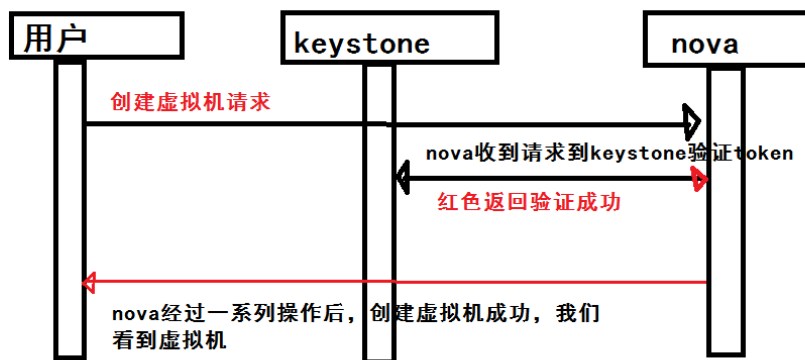 用户
keystone
nova
创建虚拟机请求
nova收到请求到keystone验证token
红色返回验证成功
nova经过一系列操作后，创建虚拟机成功，我们
看到虚拟机